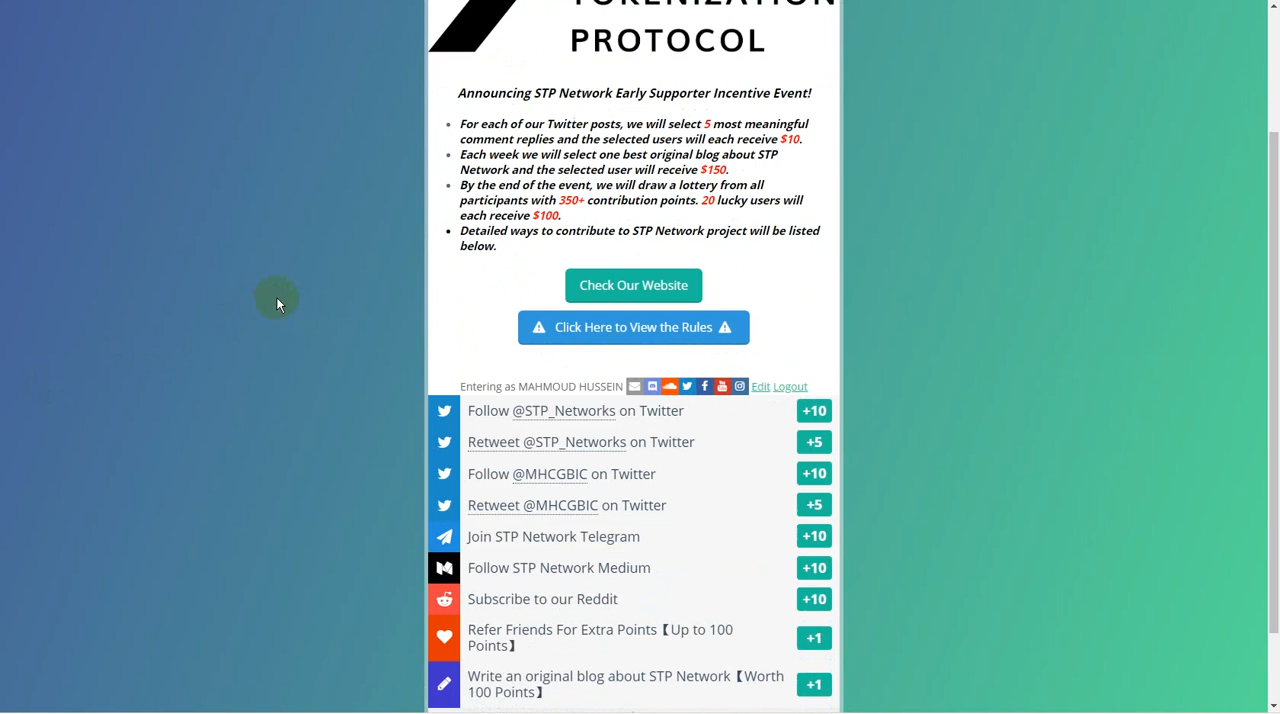 TOKENIZATION
PROTOCOL
Announcing STP Network Early Supporter Incentive Event!
For each of our Twitter posts, we will select 5 most meaningful
comment replies and the selected users will each receive $10.
Each week we will select one best original blog about STP
Network and the selected user will receive $150.
By the end of the event, we will draw a lottery from all
participants with 350+ contribution points. 20 lucky users will
each receive $100.
Detailed ways to contribute to STP Network project will be listed
below.
Check Our Website
Click Here to View the Rules
Entering as MAHMOUD HUSSEIN Edit Logout
Follow @STP_Networks on Twitter +10
Retweet @STP_Networks on Twitter +5
Follow @MHCGBIC on Twitter +10
Retweet @MHCGBIC on Twitter +5
Join STP Network Telegram +10
Follow STP Network Medium +10
Subscribe to our Reddit +10
Refer Friends For Extra Points【Up to 100
Points】 +1
Write an original blog about STP Network【Worth
100 Points】 +1